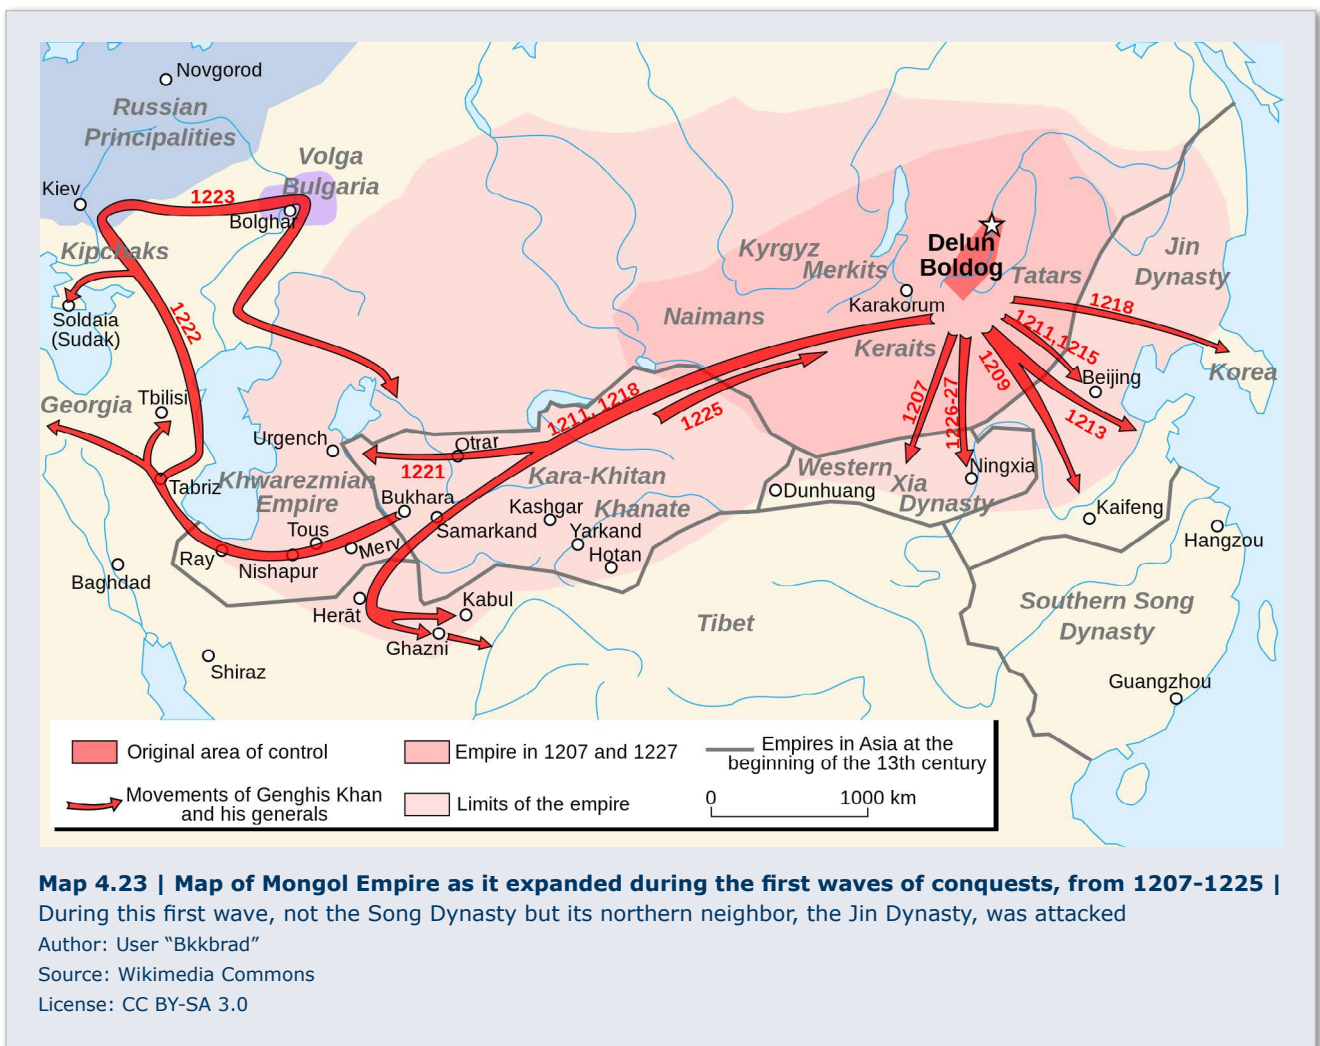 Novgorod
Russian
Principalities
Volga
Bulgaria
Kiev
1223
Bolghar
Kipchaks
Soldaia
(Sudak)
1222
Georgia
Tbilisi
Tabriz
Urgench
Otrar
1221
Khwarezmian
Empire
Bukhara
Samarkand
Tous
Merv
Ray
Nishapur
Baghdad
Herāt
Kabul
Ghazni
Shiraz
Kyrgyz
Merkits
Delun
Boldog
Tatars
Jin
Dynasty
Naimans
Karakorum
Keraits
1218
1211,1215
1209
1207
1226-27
1213
Beijing
Korea
1211, 1218
1225
Kara-Khitan
Khanate
Kashgar
Yarkand
Hotan
Western
Xia
Dynasty
Ningxia
Dunhuang
Kaifeng
Hangzou
Tibet
Southern Song
Dynasty
Guangzhou
Original area of control
Movements of Genghis Khan
and his generals
Empire in 1207 and 1227
Limits of the empire
Empires in Asia at the
beginning of the 13th century
0 1000 km
Map 4.23 | Map of Mongol Empire as it expanded during the first waves of conquests, from 1207-1225 |
During this first wave, not the Song Dynasty but its northern neighbor, the Jin Dynasty, was attacked
Author: User “Bkkbrad”
Source: Wikimedia Commons
License: CC BY-SA 3.0